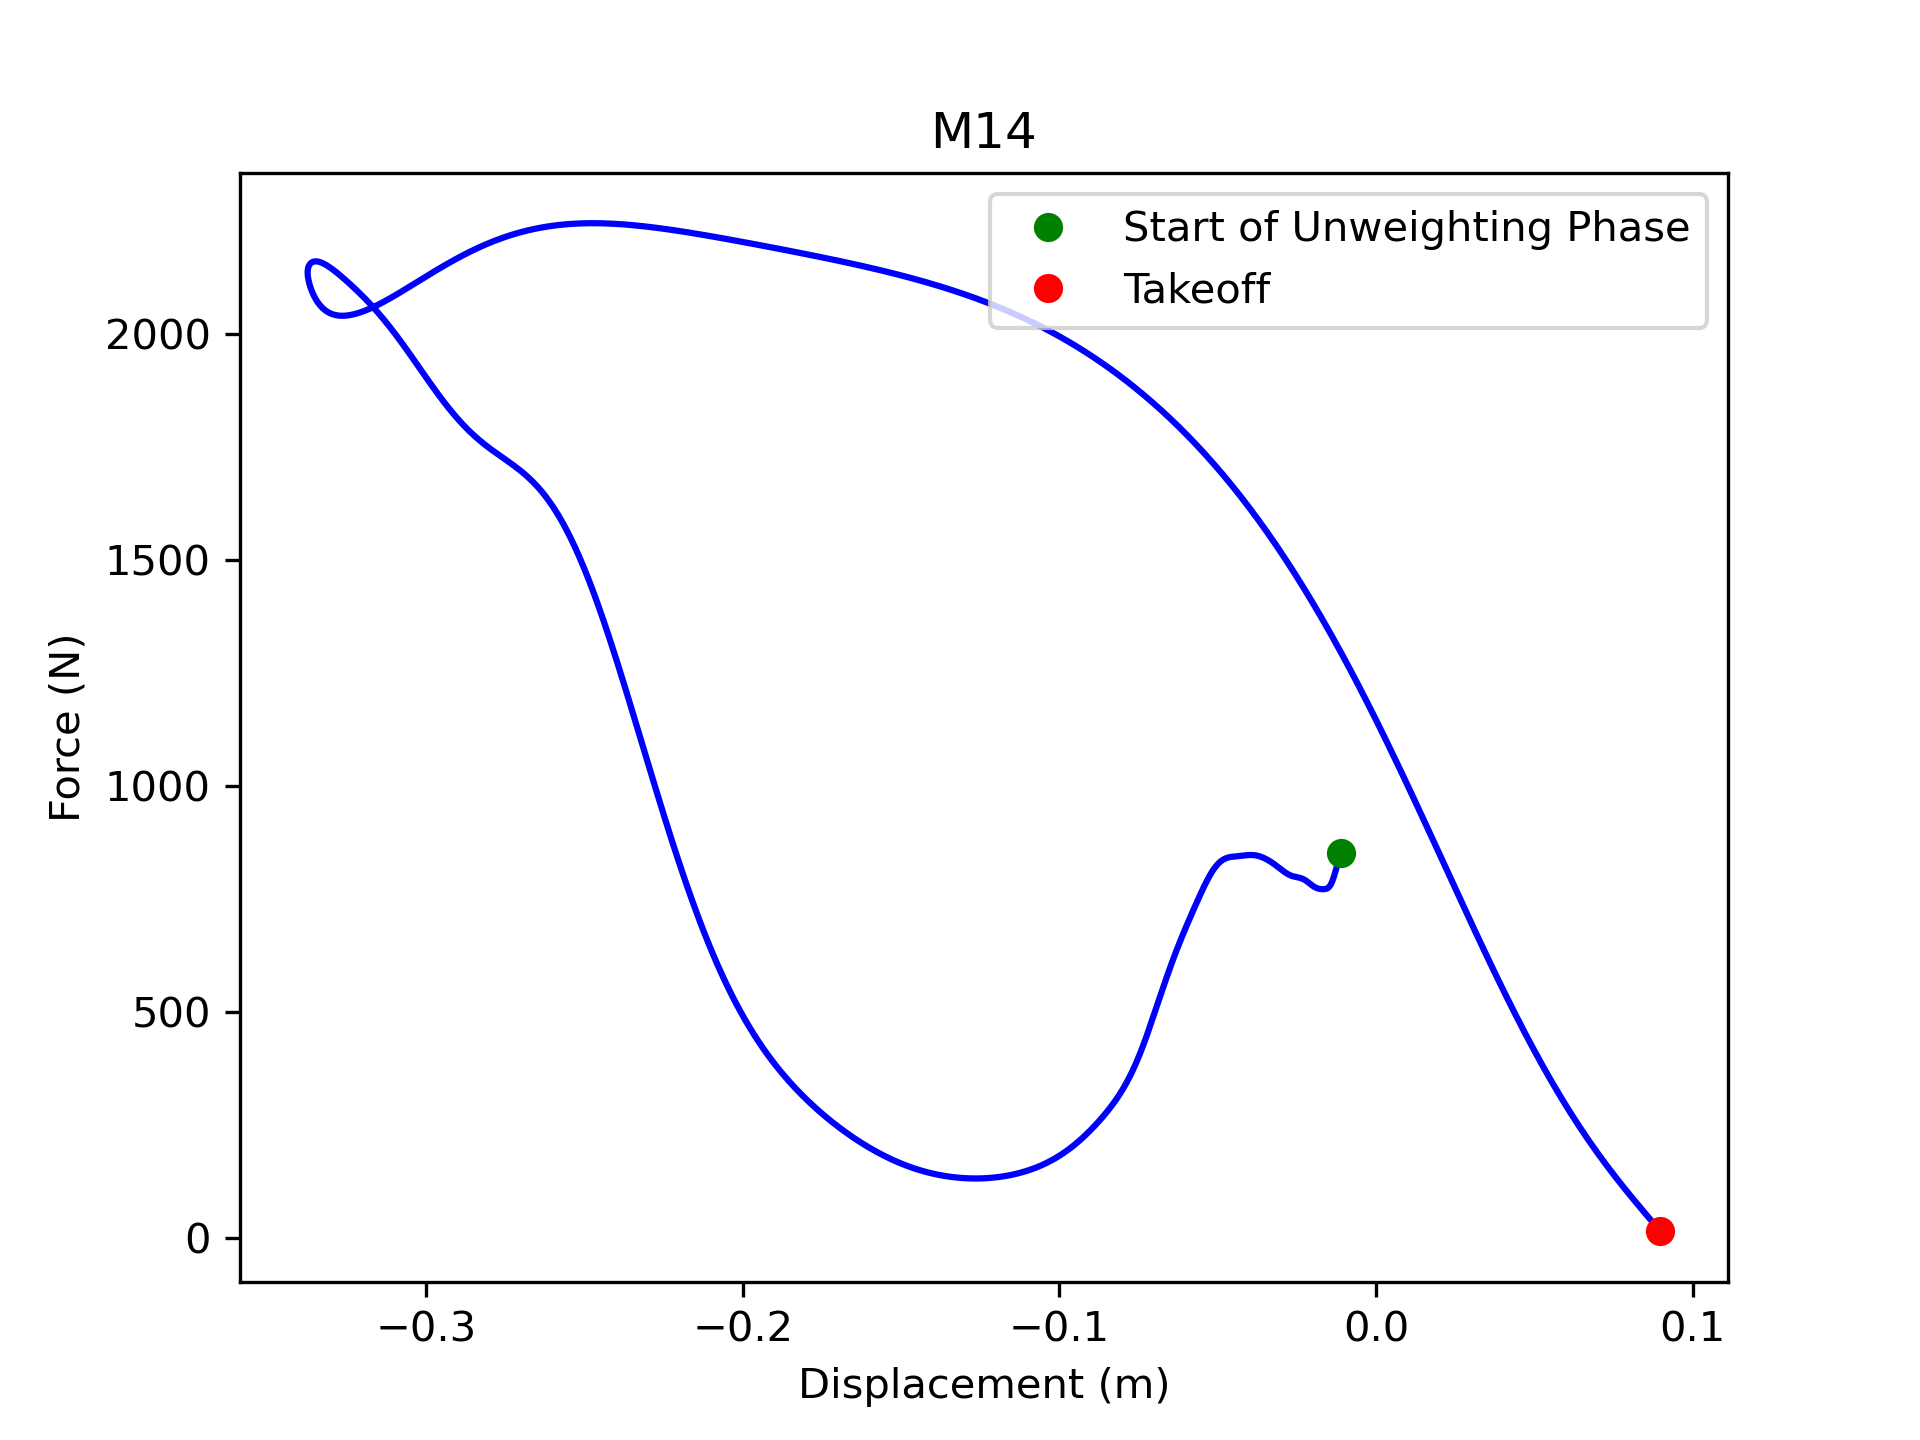 M14
Start of Unweighting Phase
Takeoff
Force (N)
2000
1500
1000
500
0
−0.3 −0.2 −0.1 0.0 0.1
Displacement (m)